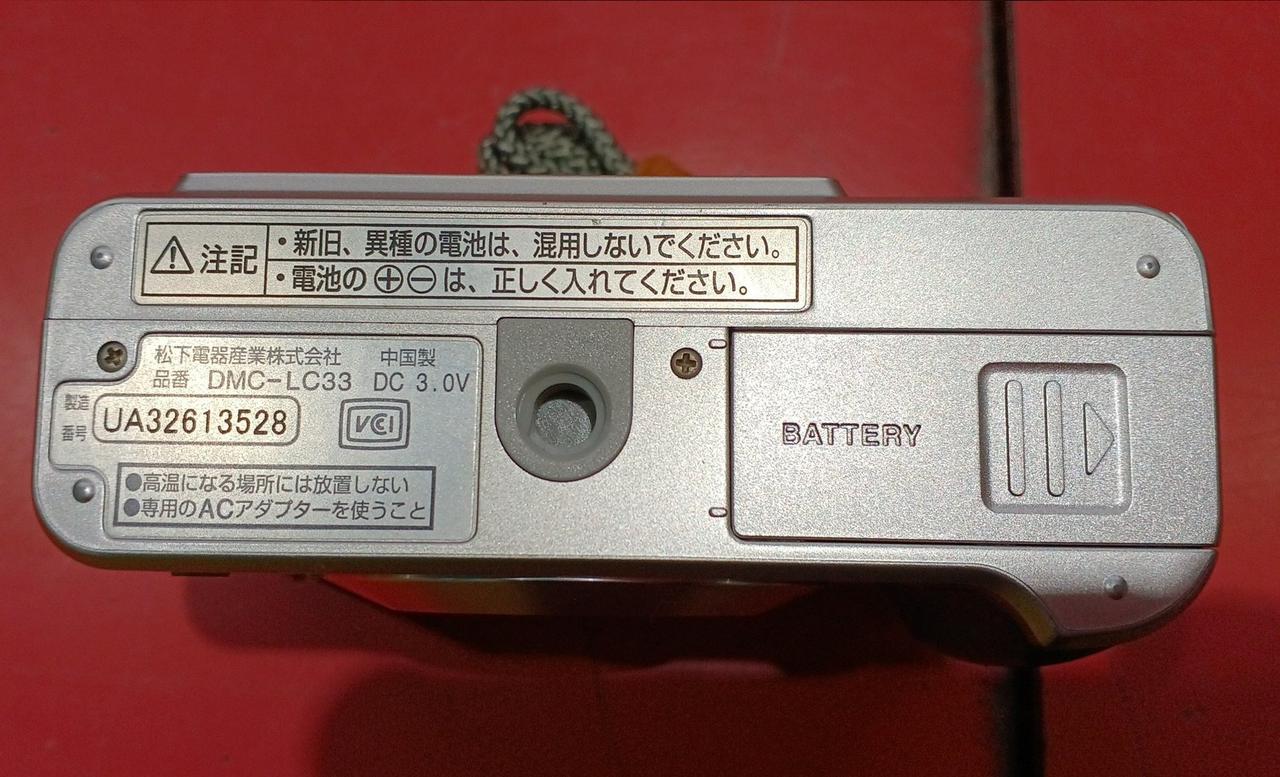 注記
・新旧、異種の電池は、混用しないでください。
・電池の⊕⊖は、正しく入れてください。
松下電器産業株式会社 中国製
品番 DMC-LC33 DC 3.0V
製造番号 UA32613528
VCI
●高温になる場所には放置しない
●専用のACアダプターを使うこと
BATTERY